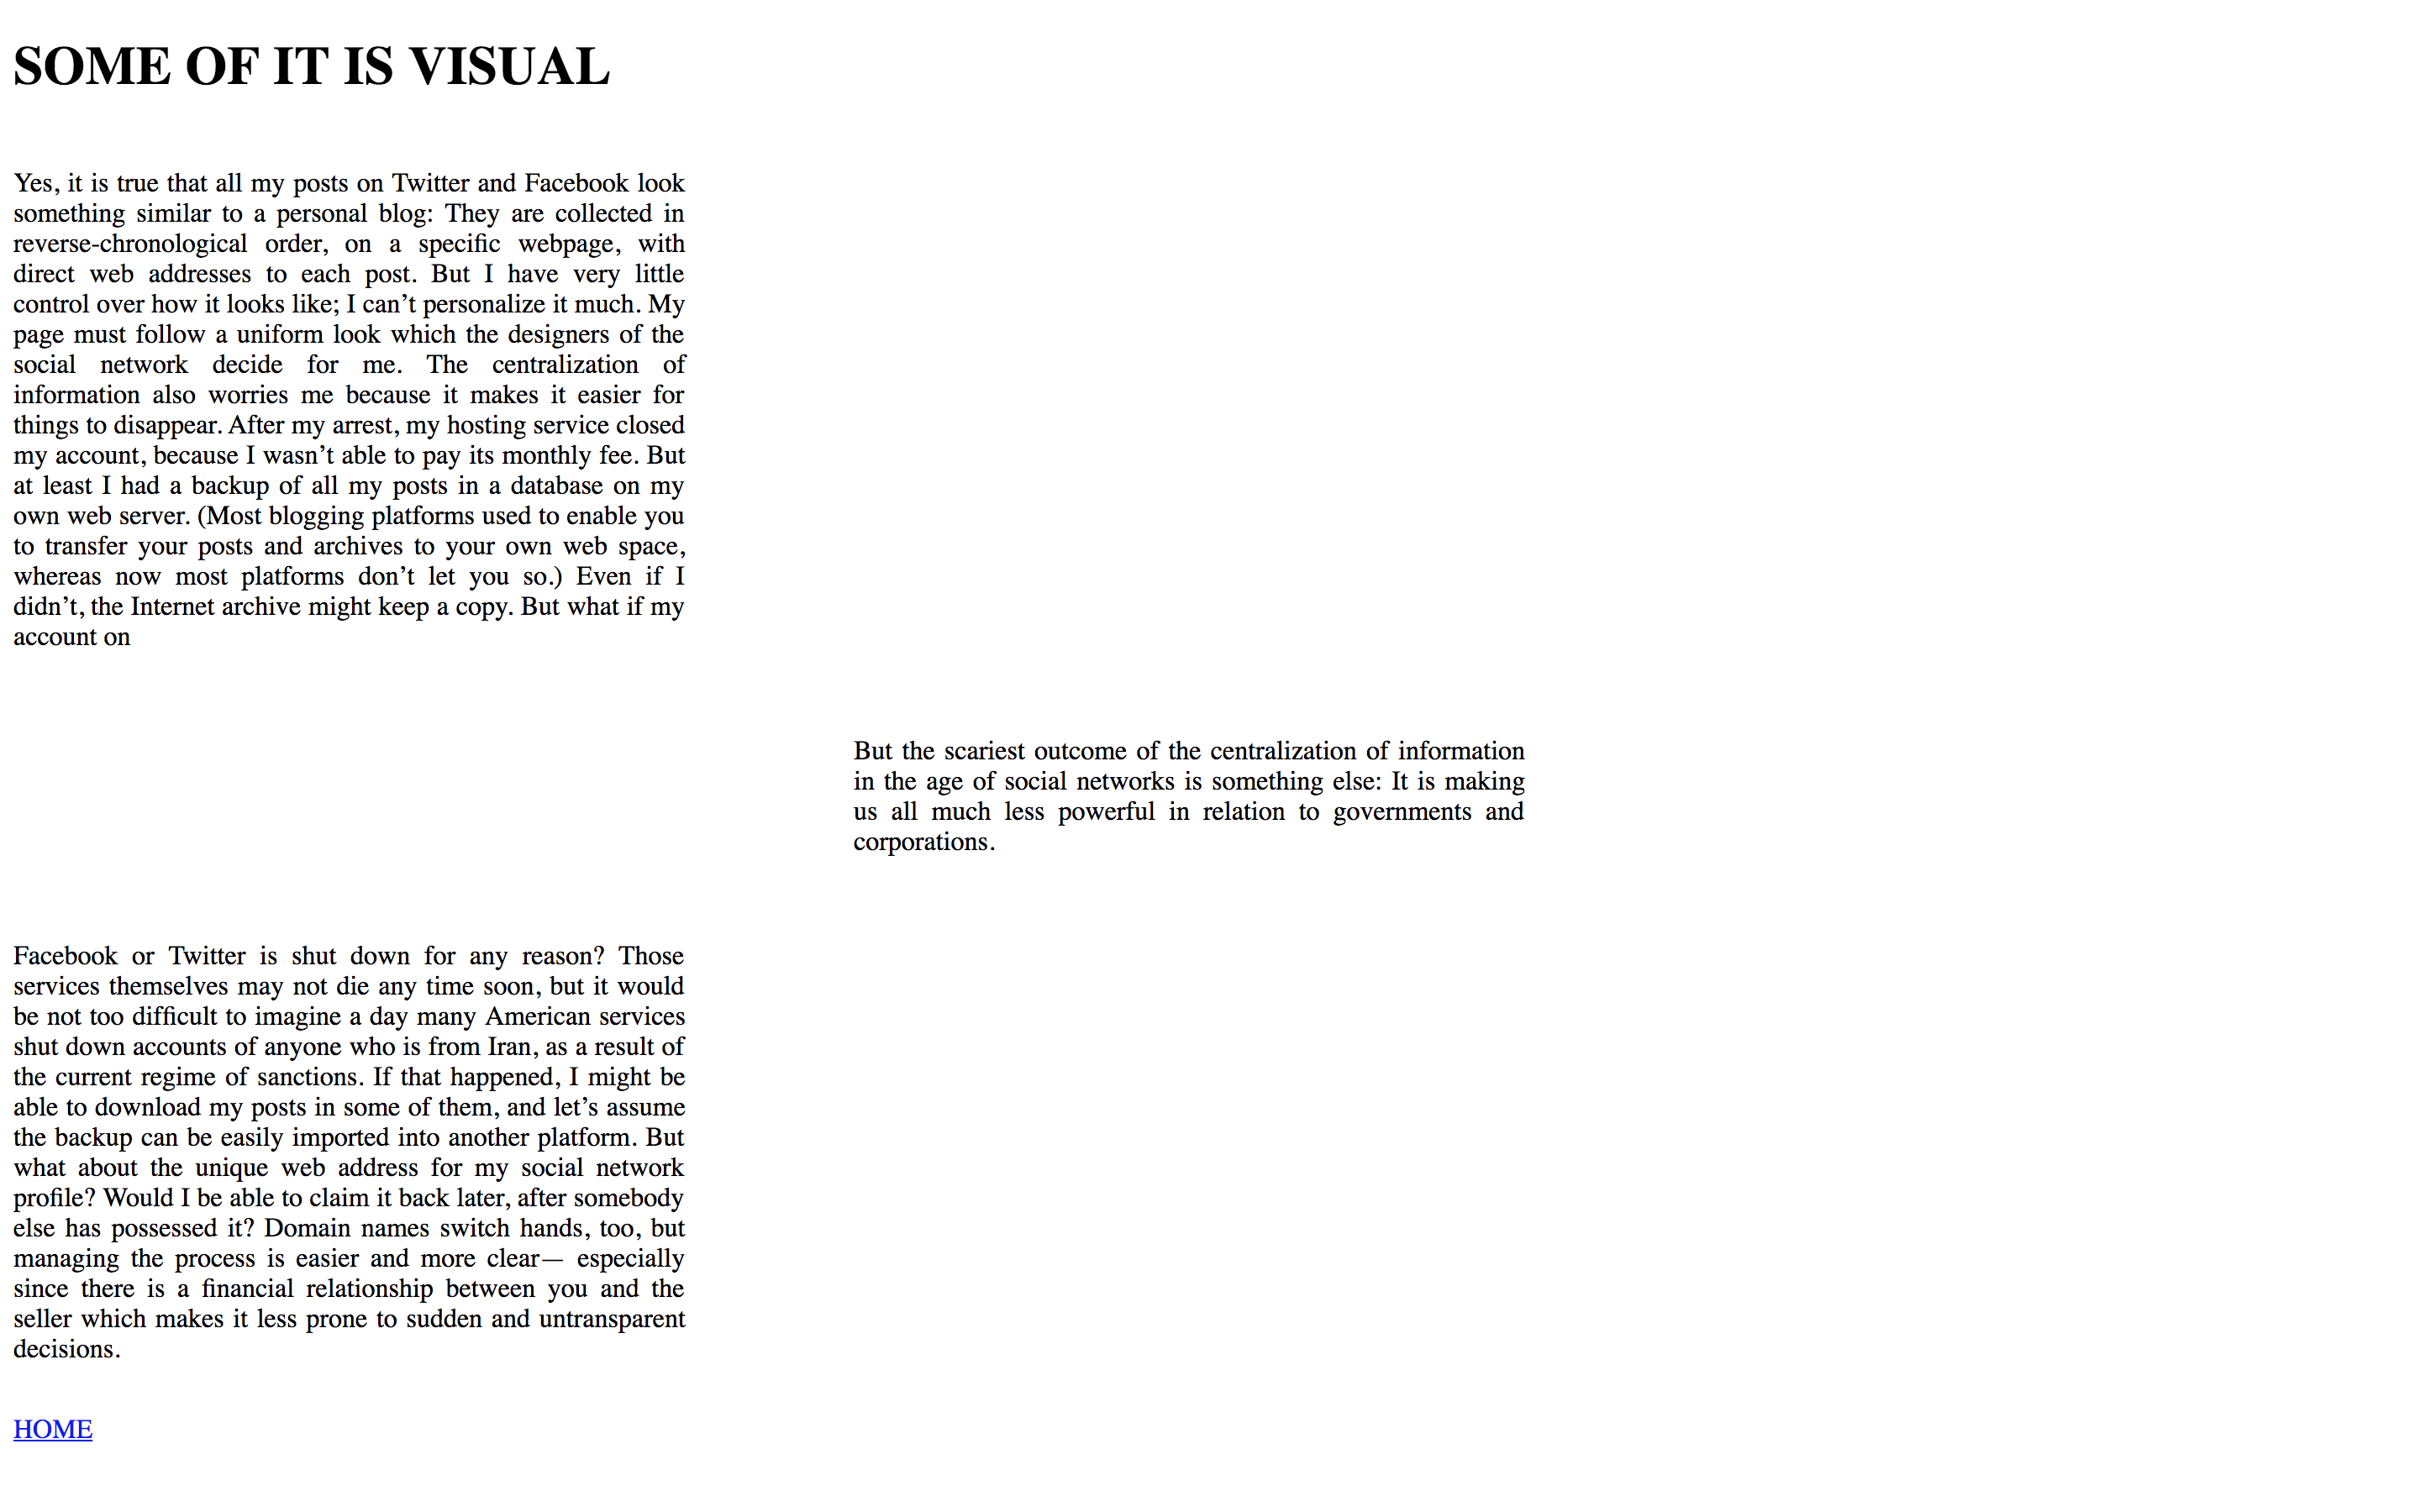 SOME OF IT IS VISUAL
Yes, it is true that all my posts on Twitter and Facebook look
something similar to a personal blog: They are collected in
reverse-chronological order, on a specific webpage, with
direct web addresses to each post. But I have very little
control over how it looks like; I can’t personalize it much. My
page must follow a uniform look which the designers of the
social network decide for me. The centralization of
information also worries me because it makes it easier for
things to disappear. After my arrest, my hosting service closed
my account, because I wasn’t able to pay its monthly fee. But
at least I had a backup of all my posts in a database on my
own web server. (Most blogging platforms used to enable you
to transfer your posts and archives to your own web space,
whereas now most platforms don’t let you so.) Even if I
didn’t, the Internet archive might keep a copy. But what if my
account on
But the scariest outcome of the centralization of information
in the age of social networks is something else: It is making
us all much less powerful in relation to governments and
corporations.
Facebook or Twitter is shut down for any reason? Those
services themselves may not die any time soon, but it would
be not too difficult to imagine a day many American services
shut down accounts of anyone who is from Iran, as a result of
the current regime of sanctions. If that happened, I might be
able to download my posts in some of them, and let’s assume
the backup can be easily imported into another platform. But
what about the unique web address for my social network
profile? Would I be able to claim it back later, after somebody
else has possessed it? Domain names switch hands, too, but
managing the process is easier and more clear— especially
since there is a financial relationship between you and the
seller which makes it less prone to sudden and untransparent
decisions.
HOME